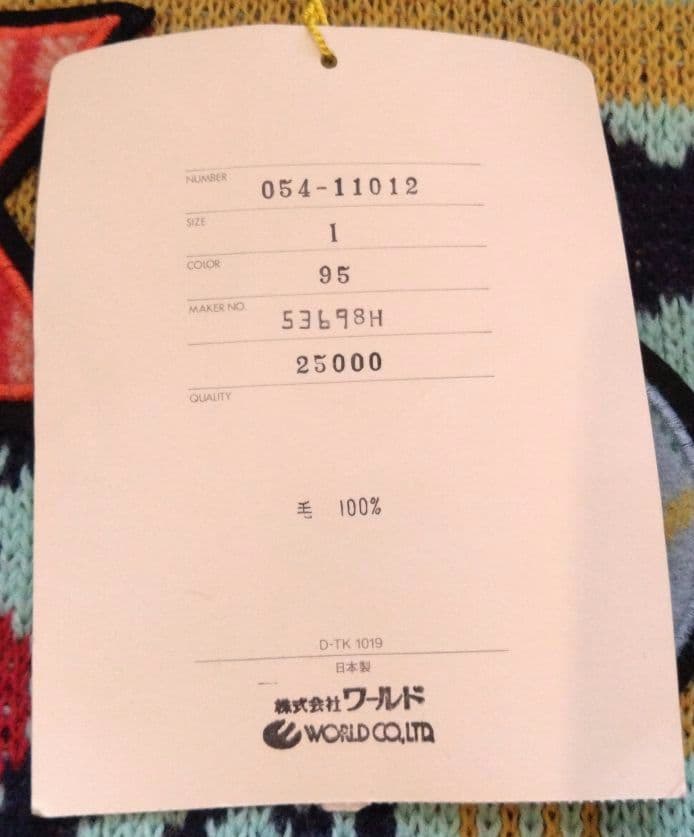 NUMBER 054-11012
SIZE I
COLOR 95
MAKER NO. 53698H
25000
QUALITY
毛 100%
D-TK 1019
日本製
株式会社ワールド
WORLD CO.,LTD.